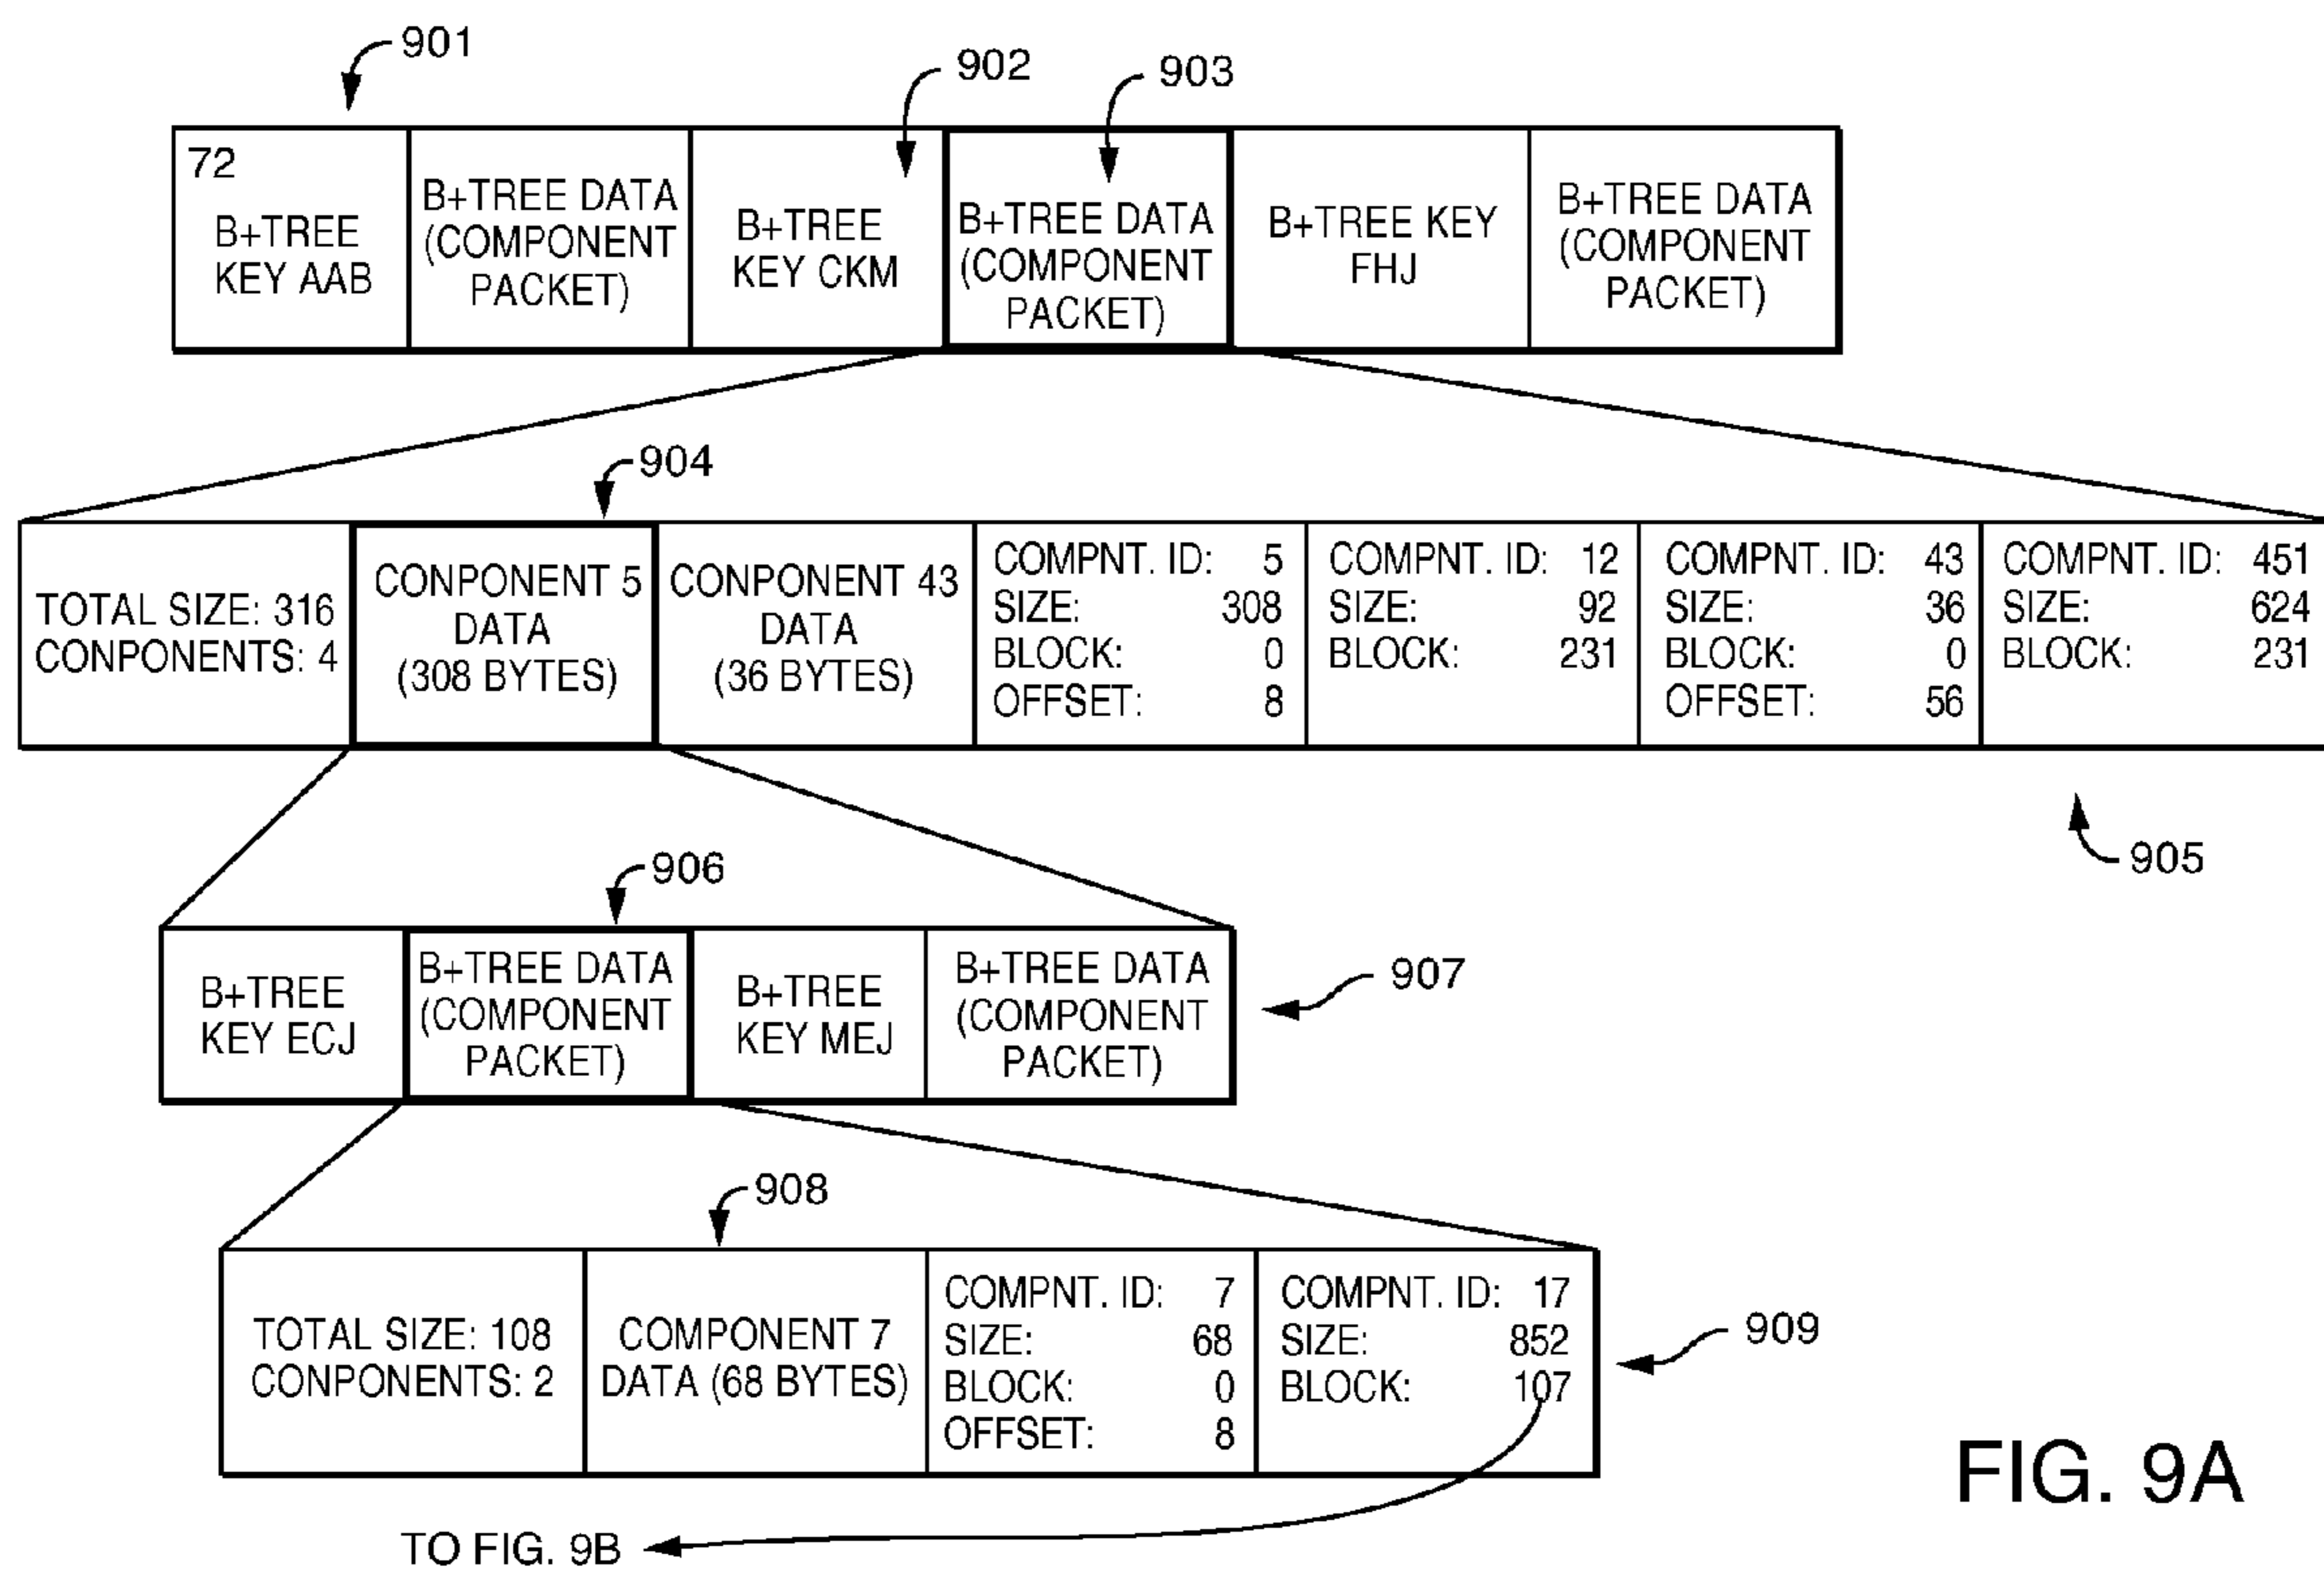 901
902
903
72
B+TREE
KEY AAB
B+TREE DATA
(COMPONENT
PACKET)
B+TREE
KEY CKM
B+TREE DATA
(COMPONENT
PACKET)
B+TREE KEY
FHJ
B+TREE DATA
(COMPONENT
PACKET)
904
TOTAL SIZE: 316
CONPONENTS: 4
CONPONENT 5
DATA
(308 BYTES)
CONPONENT 43
DATA
(36 BYTES)
COMPNT. ID: 5
SIZE: 308
BLOCK: 0
OFFSET: 8
COMPNT. ID: 12
SIZE: 92
BLOCK: 231
COMPNT. ID: 43
SIZE: 36
BLOCK: 0
OFFSET: 56
COMPNT. ID: 451
SIZE: 624
BLOCK: 231
905
906
B+TREE
KEY ECJ
B+TREE DATA
(COMPONENT
PACKET)
B+TREE
KEY MEJ
B+TREE DATA
(COMPONENT
PACKET)
907
908
TOTAL SIZE: 108
CONPONENTS: 2
COMPONENT 7
DATA (68 BYTES)
COMPNT. ID: 7
SIZE: 68
BLOCK: 0
OFFSET: 8
COMPNT. ID: 17
SIZE: 852
BLOCK: 107
909
TO FIG. 9B
FIG. 9A